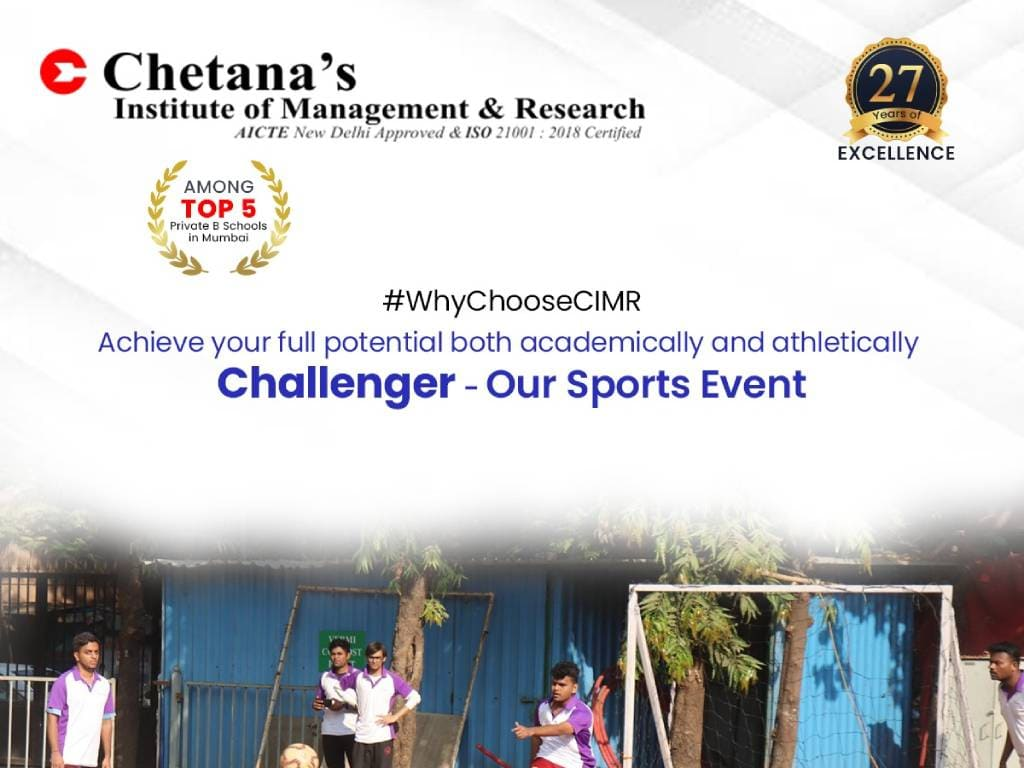 Chetana's
Institute of Management & Research
AICTE New Delhi Approved & ISO 21001 : 2018 Certified
27
Years of
EXCELLENCE
AMONG
TOP 5
Private B Schools
in Mumbai
#WhyChooseCIMR
Achieve your full potential both academically and athletically
Challenger - Our Sports Event
VERMI